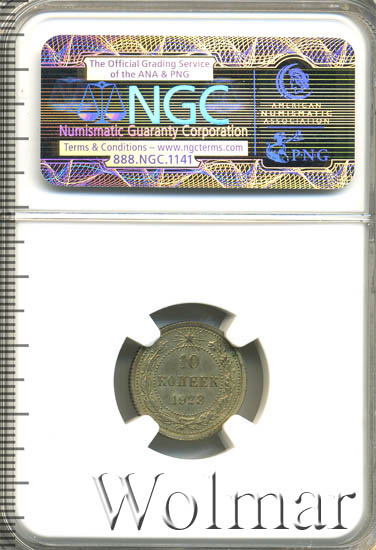 The Official Grading Service
of the ANA & PNG
NGC
Numismatic Guaranty Corporation
Terms & Conditions – www.ngcterms.com
888.NGC.1141
AMERICAN
NUMISMATIC
ASSOCIATION
PNG
10
КОПЕЕК
1923
Wolmar